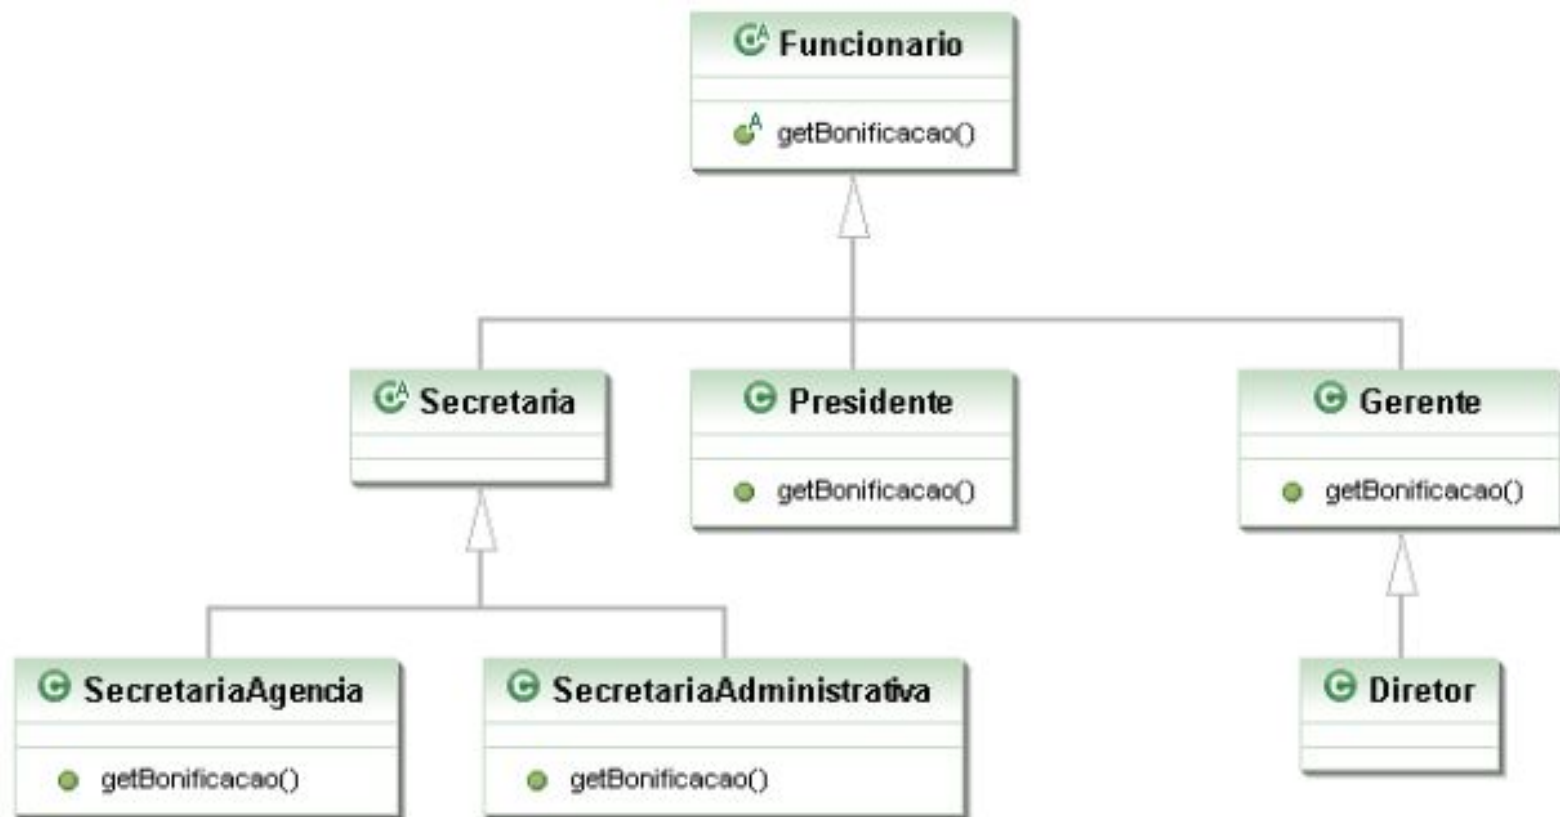 Funcionario
getBonificacao()
Secretaria
Presidente
getBonificacao()
Gerente
getBonificacao()
SecretariaAgencia
getBonificacao()
SecretariaAdministrativa
getBonificacao()
Diretor